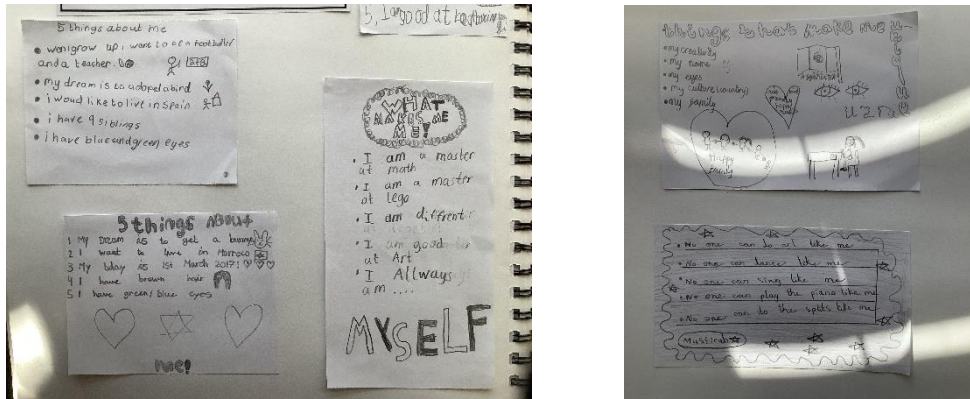 5 things about me
• wen i grow up, i want to be a footballer
and a teacher.
• my dream is to adopt a bird
• i woud like to live in spain
• i have 9 siblings
• i have blue and green eyes
5, I am good at
5 things About
1 My Dream is to get a bunny
2 I want to live in Morroco
3 My bday is 1st March 2017!
4 I have brown hair
5 I have green/blue eyes
me!
WHAT
MAKES ME
ME!
• I am a master
at math
• I am a master
at lego
• I am different
• I am good
at Art
• I Allways
am ....
MYSELF
things that make me
• my creativity
• my name
• my eyes
• my culture (country)
• my family
Happy
family
• No one can do art like me
• No one can dance like me
• No one can sing like me
• No one can play the piano like me
• No one can do the splits like me